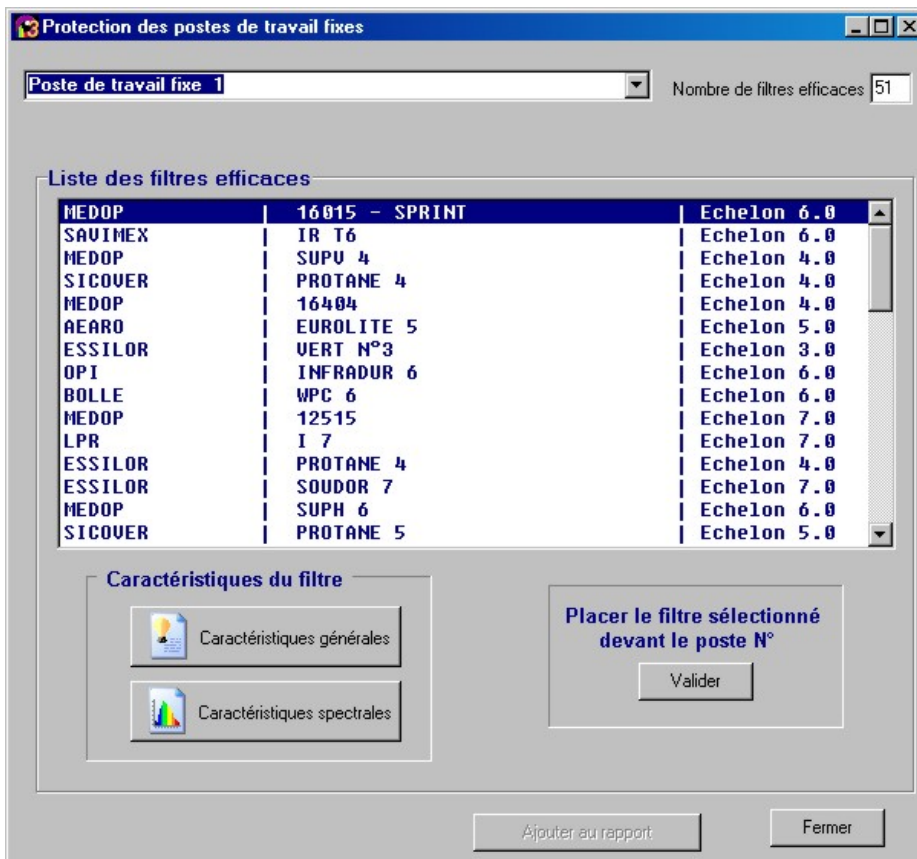 Protection des postes de travail fixes
Poste de travail fixe 1
Nombre de filtres efficaces 51
Liste des filtres efficaces
MEDOP | 16015 - SPRINT | Echelon 6.0
SAVIMEX | IR T6 | Echelon 6.0
MEDOP | SUPV 4 | Echelon 4.0
SICOVER | PROTANE 4 | Echelon 4.0
MEDOP | 16404 | Echelon 4.0
AEARO | EUROLITE 5 | Echelon 5.0
ESSILOR | VERT N°3 | Echelon 3.0
OPI | INFRADUR 6 | Echelon 6.0
BOLLE | WPC 6 | Echelon 6.0
MEDOP | 12515 | Echelon 7.0
LPR | I 7 | Echelon 7.0
ESSILOR | PROTANE 4 | Echelon 4.0
ESSILOR | SOUDOR 7 | Echelon 7.0
MEDOP | SUPH 6 | Echelon 6.0
SICOVER | PROTANE 5 | Echelon 5.0
Caractéristiques du filtre
Caractéristiques générales
Caractéristiques spectrales
Placer le filtre sélectionné
devant le poste N°
Valider
Ajouter au rapport
Fermer